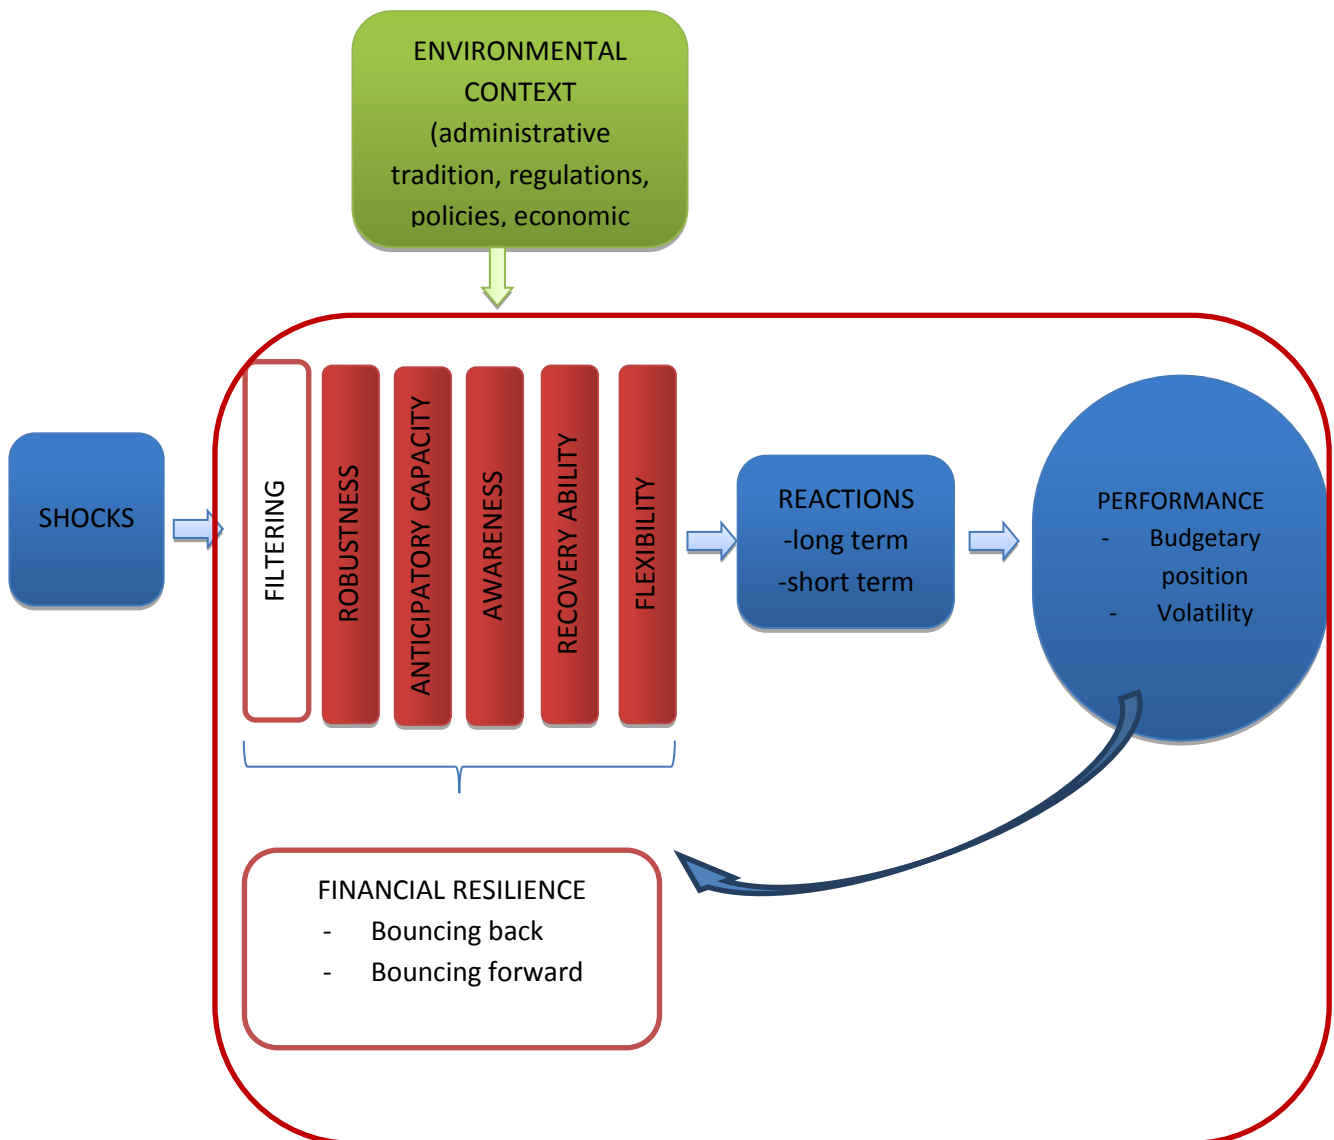 ENVIRONMENTAL
CONTEXT
(administrative
tradition, regulations,
policies, economic
SHOCKS
FILTERING
ROBUSTNESS
ANTICIPATORY CAPACITY
AWARENESS
RECOVERY ABILITY
FLEXIBILITY
REACTIONS
-long term
-short term
PERFORMANCE
- Budgetary
position
- Volatility
FINANCIAL RESILIENCE
- Bouncing back
- Bouncing forward